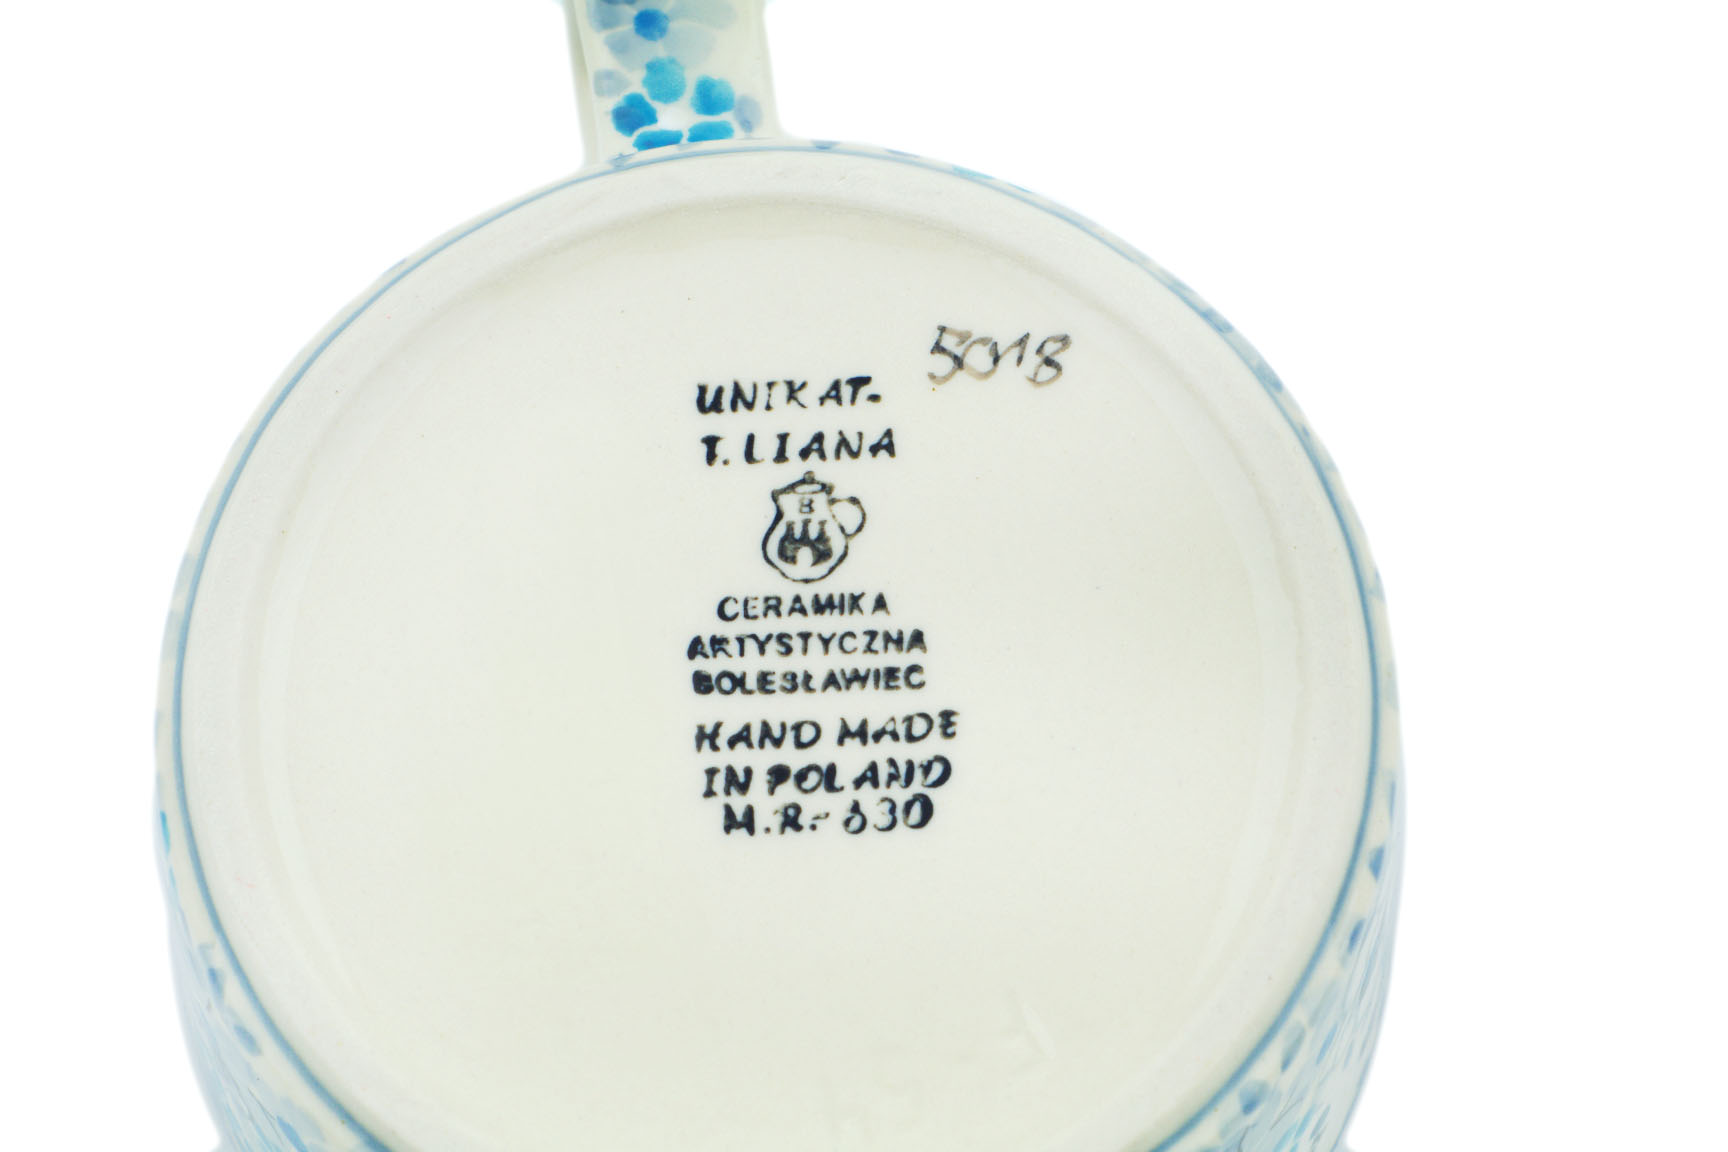 5018
UNIKAT-
T. LIANA
B
CERAMIKA
ARTYSTYCZNA
BOLESŁAWIEC
HAND MADE
IN POLAND
M.R.- 630